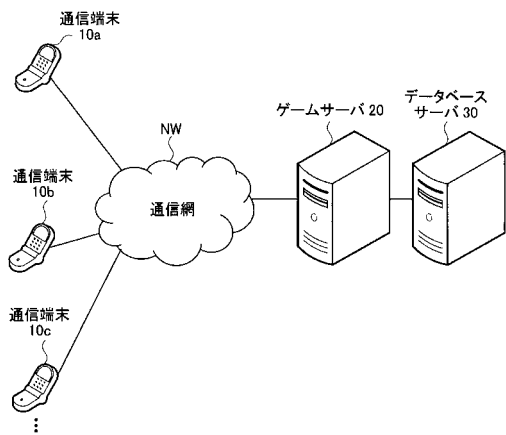 通信端末
10a
通信端末
10b
通信端末
10c
NW
通信網
ゲームサーバ 20
データベース
サーバ 30